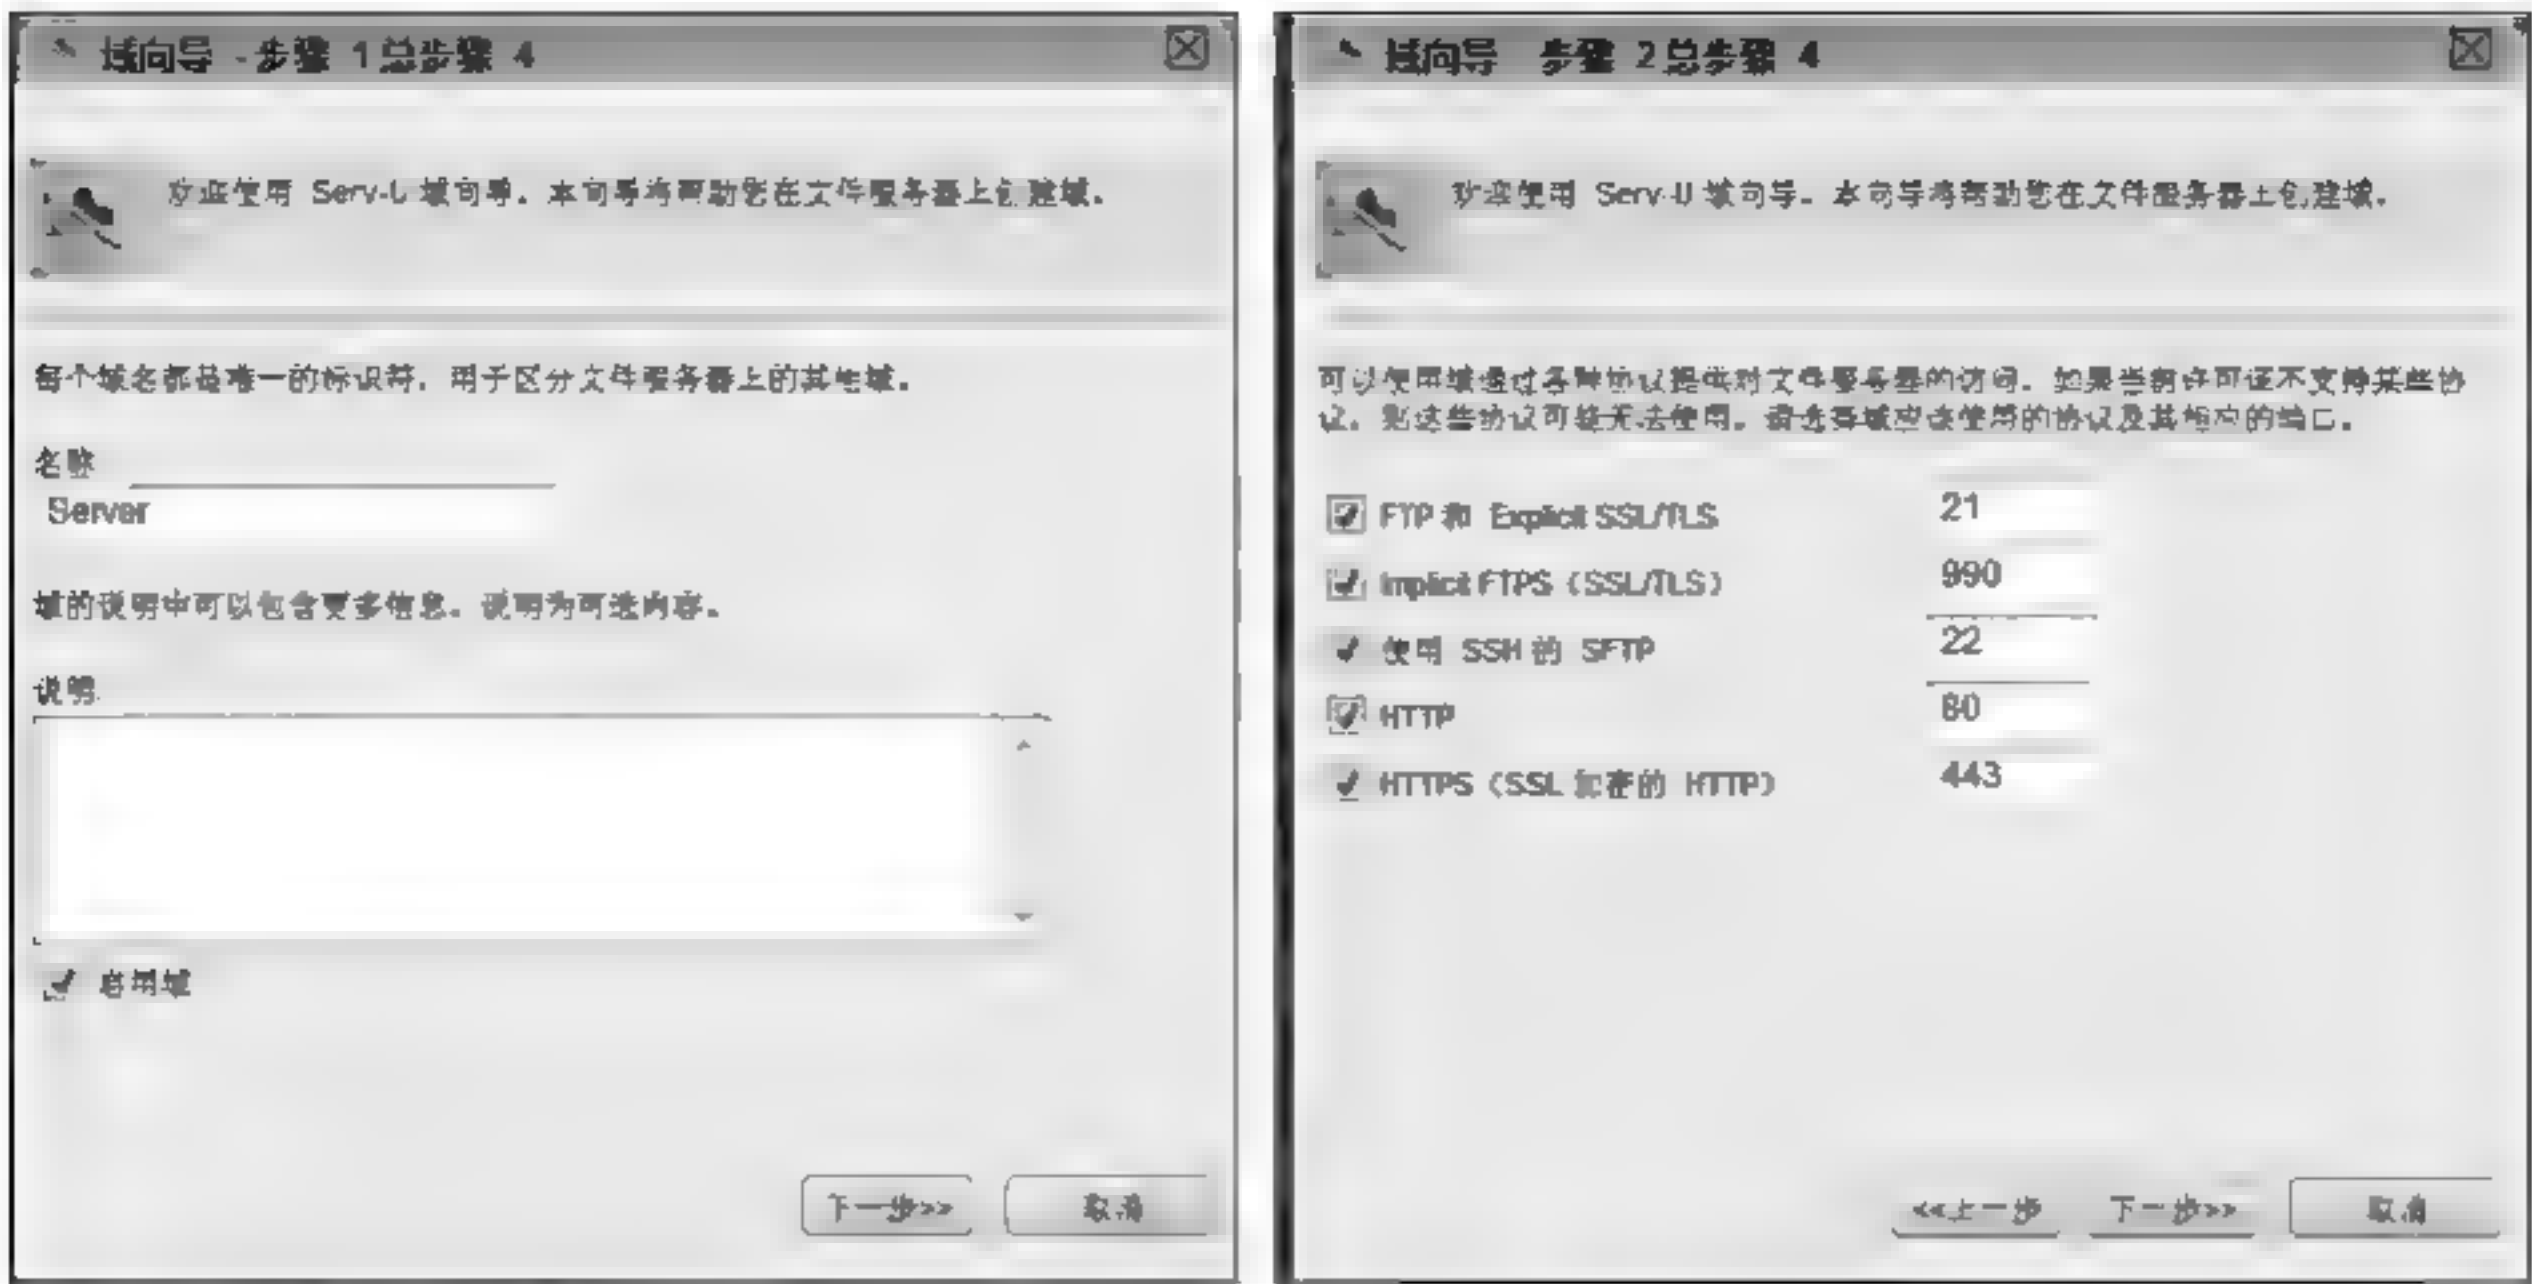 域向导 - 步骤 1总步骤 4
欢迎使用 Serv-U 域向导。本向导将帮助您在文件服务器上创建域。
每个域名都是唯一的标识符，用于区分文件服务器上的其他域。
名称
Server
域的说明中可以包含更多信息。说明为可选内容。
说明:
启用域
下一步>>
取消
域向导 步骤 2总步骤 4
欢迎使用 Serv-U 域向导。本向导将帮助您在文件服务器上创建域。
可以使用域通过各种协议提供对文件服务器的访问。如果当前许可证不支持某些协
议，则这些协议可能无法使用。请选择域应该使用的协议及其相应的端口。
FTP 和 Explicit SSL/TLS 21
Implicit FTPS（SSL/TLS） 990
使用 SSH 的 SFTP 22
HTTP 80
HTTPS（SSL 加密的 HTTP） 443
<<上一步
下一步>>
取消